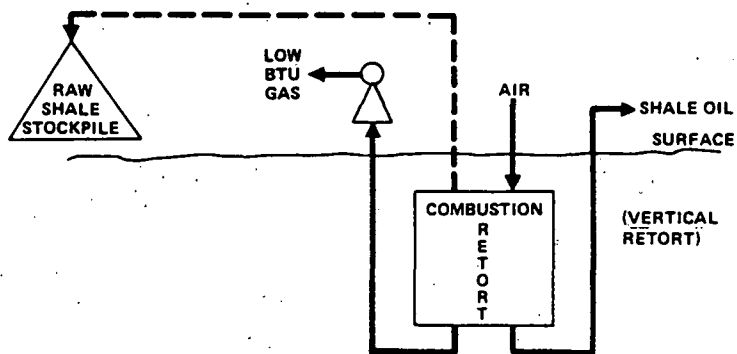 RAW
SHALE
STOCKPILE
LOW
BTU
GAS
AIR
SHALE OIL
SURFACE
COMBUSTION
R
E
T
O
R
T
(VERTICAL
RETORT)